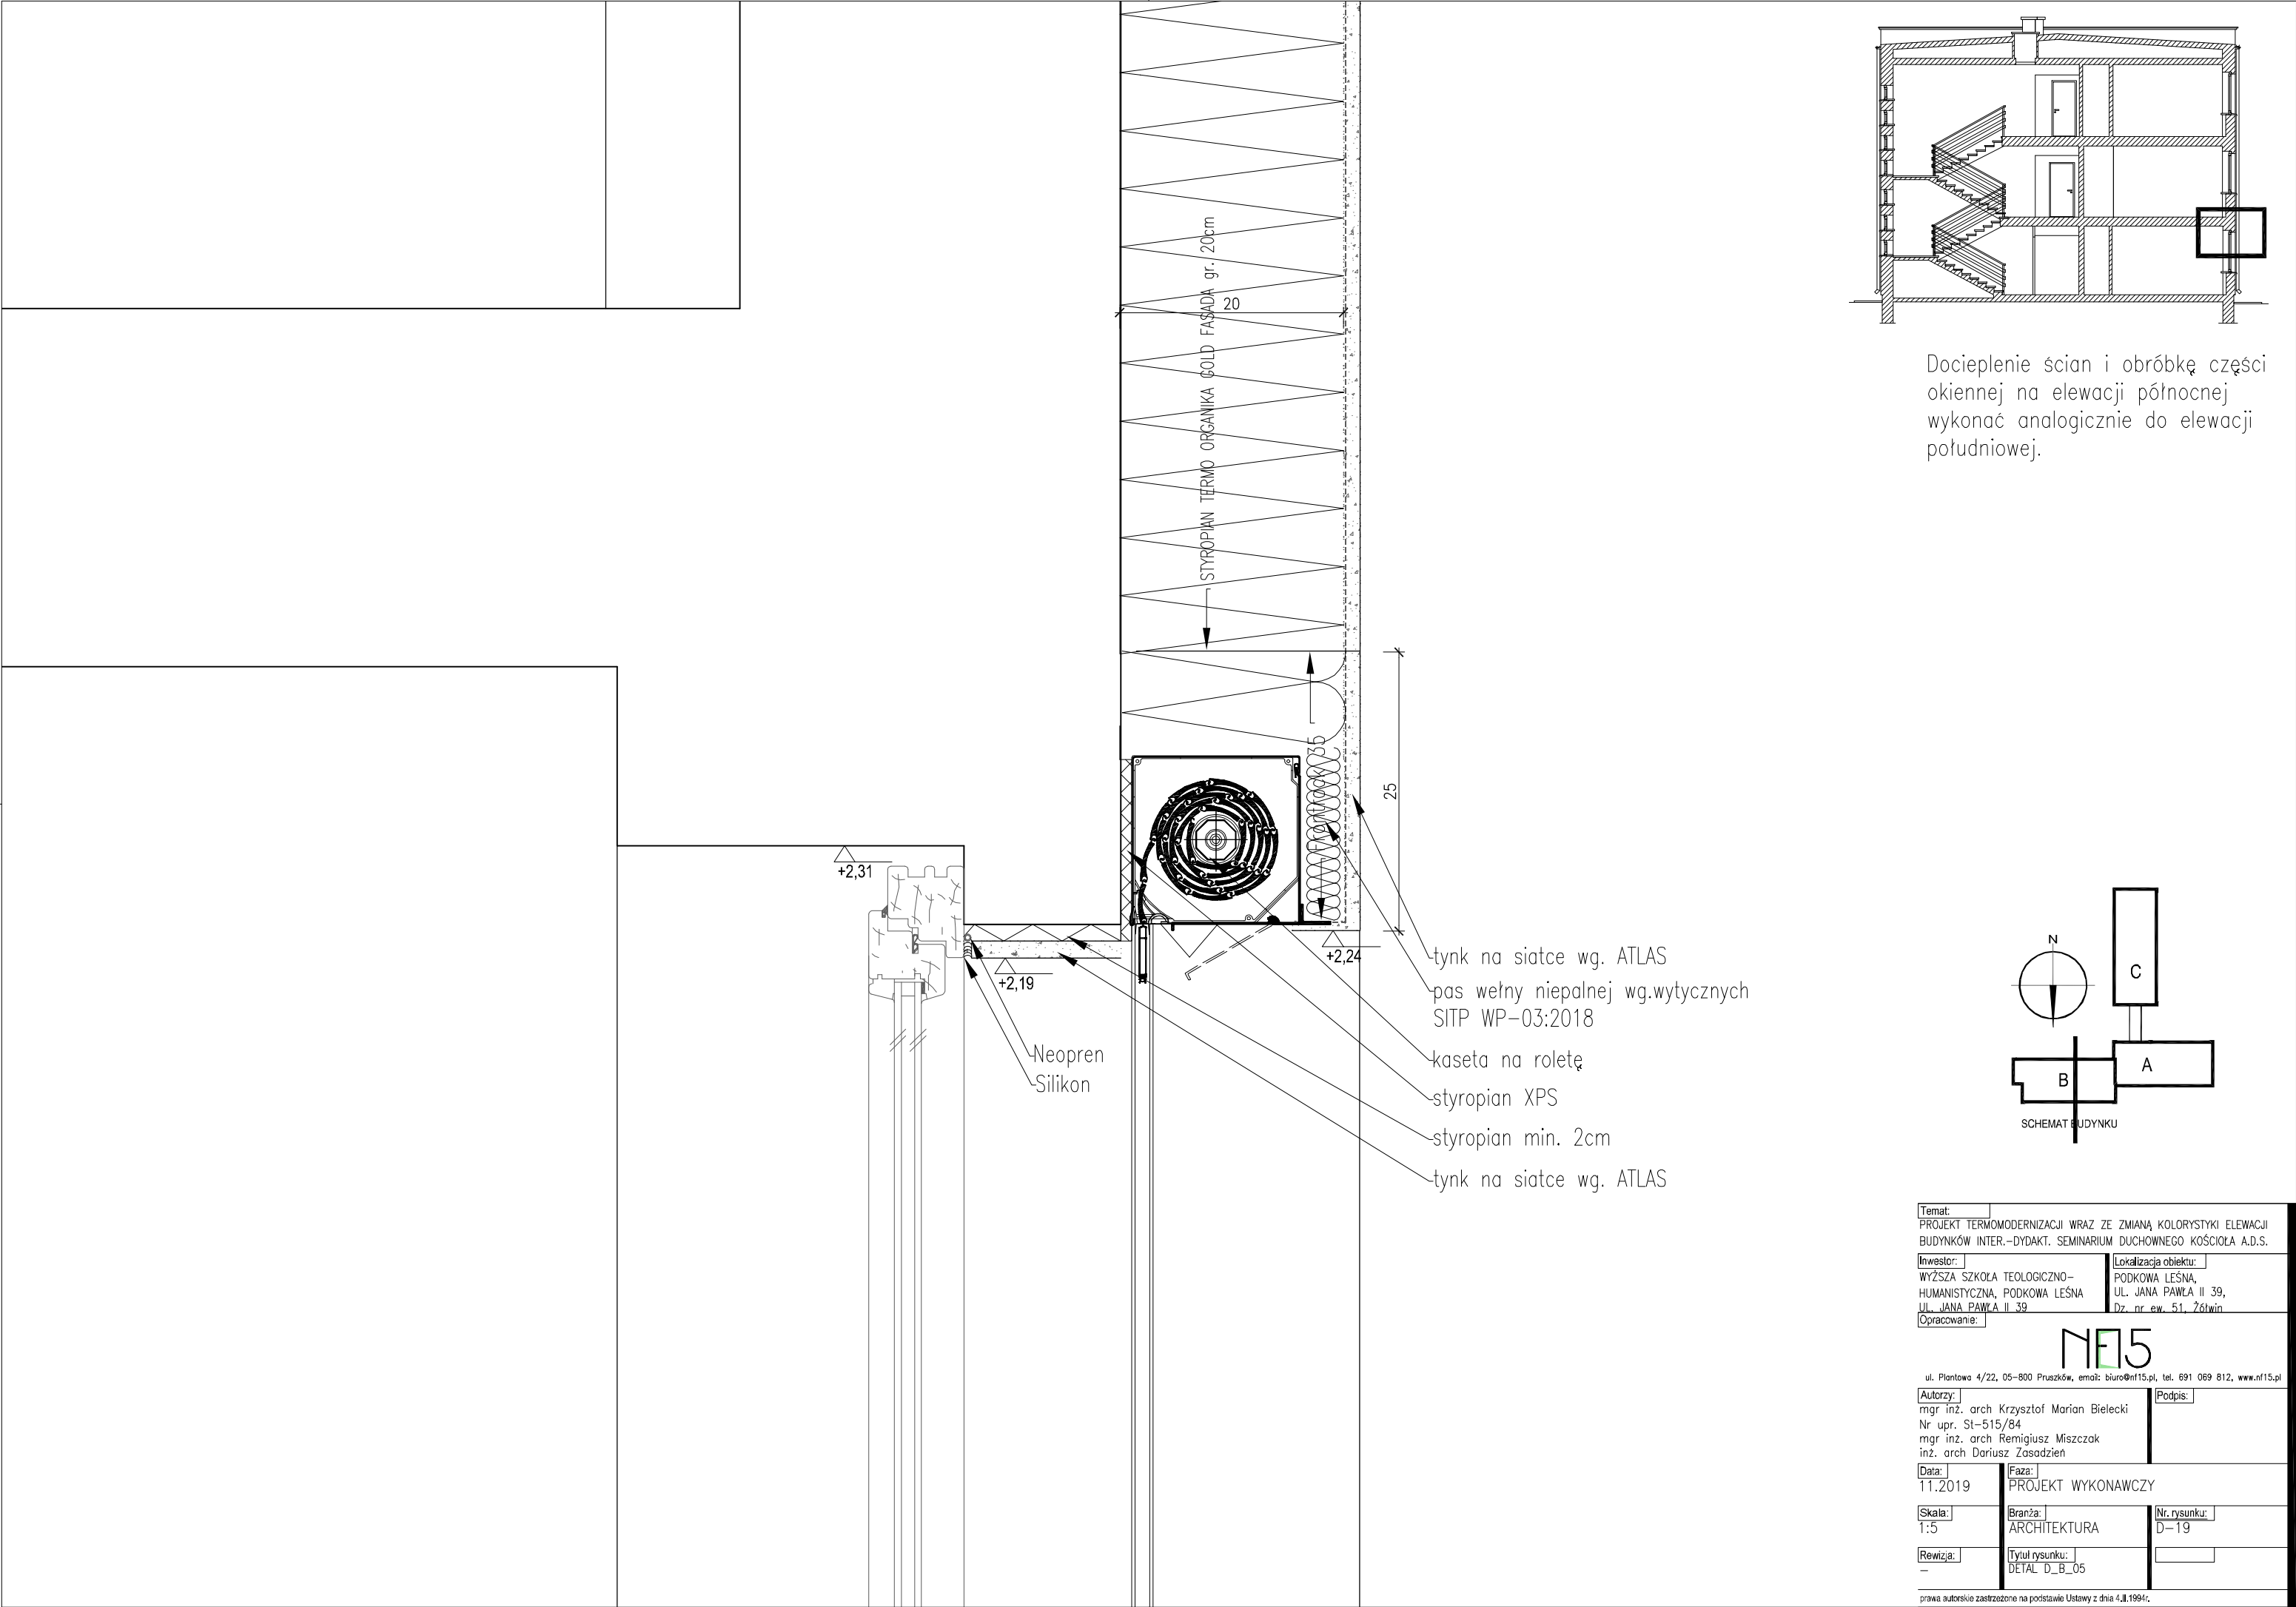 STYROPIAN TERMO ORGANIKA GOLD FASADA gr. 20cm
20
Frontrock 35
25
+2,31
+2,19
+2,24
Neopren
Silikon
tynk na siatce wg. ATLAS
pas wełny niepalnej wg.wytycznych
SITP WP-03:2018
kaseta na roletę
styropian XPS
styropian min. 2cm
tynk na siatce wg. ATLAS
Docieplenie ścian i obróbkę części
okiennej na elewacji północnej
wykonać analogicznie do elewacji
południowej.
N
C
A
B
SCHEMAT BUDYNKU
Temat:
PROJEKT TERMOMODERNIZACJI WRAZ ZE ZMIANĄ KOLORYSTYKI ELEWACJI
BUDYNKÓW INTER.-DYDAKT. SEMINARIUM DUCHOWNEGO KOŚCIOŁA A.D.S.
Inwestor:
WYŻSZA SZKOŁA TEOLOGICZNO-
HUMANISTYCZNA, PODKOWA LEŚNA
UL. JANA PAWŁA II 39
Lokalizacja obiektu:
PODKOWA LEŚNA,
UL. JANA PAWŁA II 39,
Dz. nr ew. 51, Żółwin
Opracowanie:
NF15
ul. Plantowa 4/22, 05-800 Pruszków, email: biuro@nf15.pl, tel. 691 069 812, www.nf15.pl
Autorzy:
mgr inż. arch Krzysztof Marian Bielecki
Nr upr. St-515/84
mgr inż. arch Remigiusz Miszczak
inż. arch Dariusz Zasadzień
Podpis:
Data:
11.2019
Faza:
PROJEKT WYKONAWCZY
Skala:
1:5
Branża:
ARCHITEKTURA
Nr. rysunku:
D-19
Rewizja:
-
Tytuł rysunku:
DETAL D_B_05
prawa autorskie zastrzeżone na podstawie Ustawy z dnia 4.II.1994r.